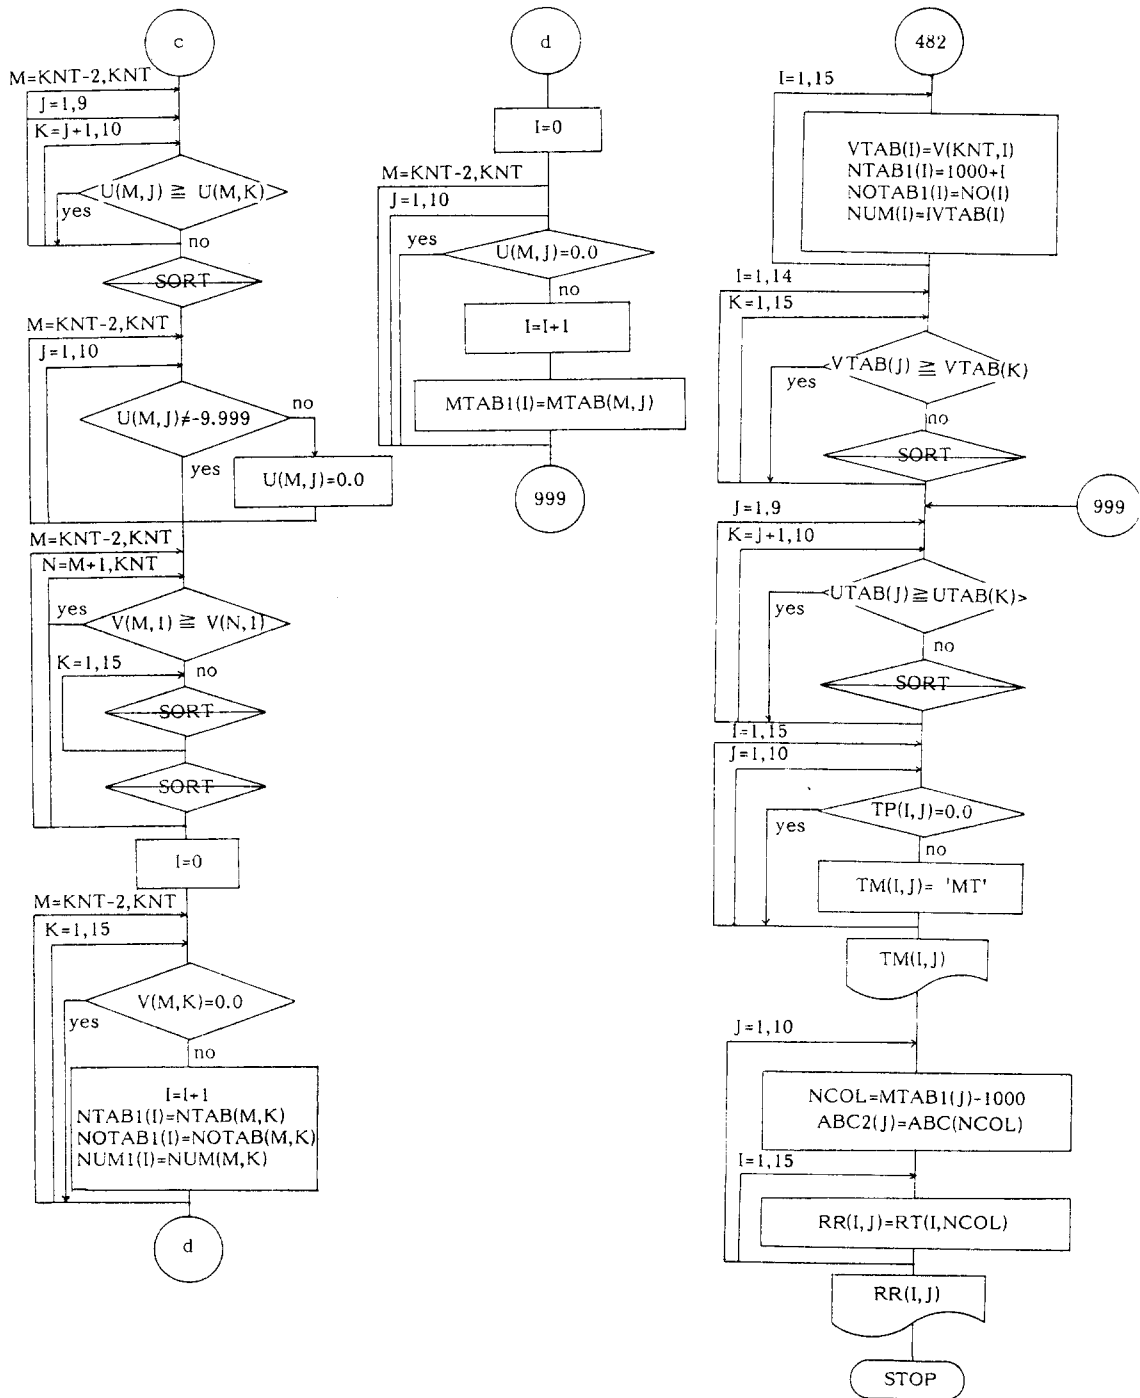 c
M=KNT-2,KNT
J=1,9
K=J+1,10
U(M,J) ≧ U(M,K)
yes
no
SORT
M=KNT-2,KNT
J=1,10
U(M,J)≠-9.999
no
yes
U(M,J)=0.0
M=KNT-2,KNT
N=M+1,KNT
yes
V(M,1) ≧ V(N,1)
K=1,15
no
SORT
SORT
I=0
M=KNT-2,KNT
K=1,15
V(M,K)=0.0
yes
no
I=I+1
NTAB1(I)=NTAB(M,K)
NOTAB1(I)=NOTAB(M,K)
NUM1(I)=NUM(M,K)
d
d
I=0
M=KNT-2,KNT
J=1,10
yes
U(M,J)=0.0
no
I=I+1
MTAB1(I)=MTAB(M,J)
999
482
I=1,15
VTAB(I)=V(KNT,I)
NTAB1(I)=1000+I
NOTAB1(I)=NO(I)
NUM(I)=IVTAB(I)
I=1,14
K=1,15
VTAB(J) ≧ VTAB(K)
yes
no
SORT
999
J=1,9
K=J+1,10
UTAB(J)≧UTAB(K)
yes
no
SORT
I=1,15
J=1,10
TP(I,J)=0.0
yes
no
TM(I,J)= 'MT'
TM(I,J)
J=1,10
NCOL=MTAB1(J)-1000
ABC2(J)=ABC(NCOL)
I=1,15
RR(I,J)=RT(I,NCOL)
RR(I,J)
STOP